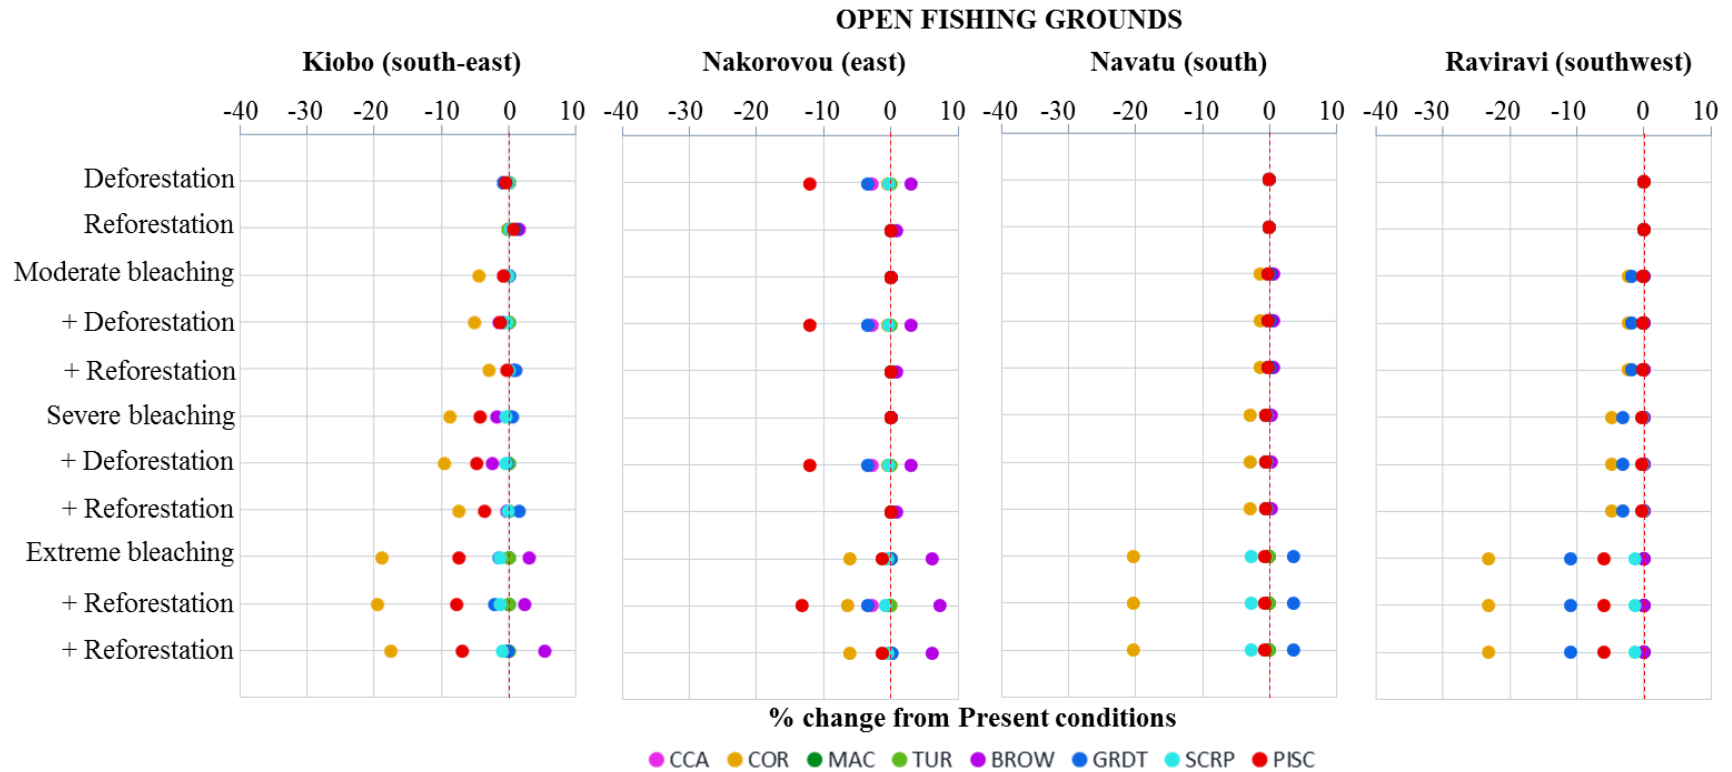 OPEN FISHING GROUNDS
Kiobo (south-east) Nakorovou (east) Navatu (south) Raviravi (southwest)
-40 -30 -20 -10 0 10 -40 -30 -20 -10 0 10 -40 -30 -20 -10 0 10 -40 -30 -20 -10 0 10
Deforestation
Reforestation
Moderate bleaching
+ Deforestation
+ Reforestation
Severe bleaching
+ Deforestation
+ Reforestation
Extreme bleaching
+ Reforestation
+ Reforestation
% change from Present conditions
CCA COR MAC TUR BROW GRDT SCRP PISC